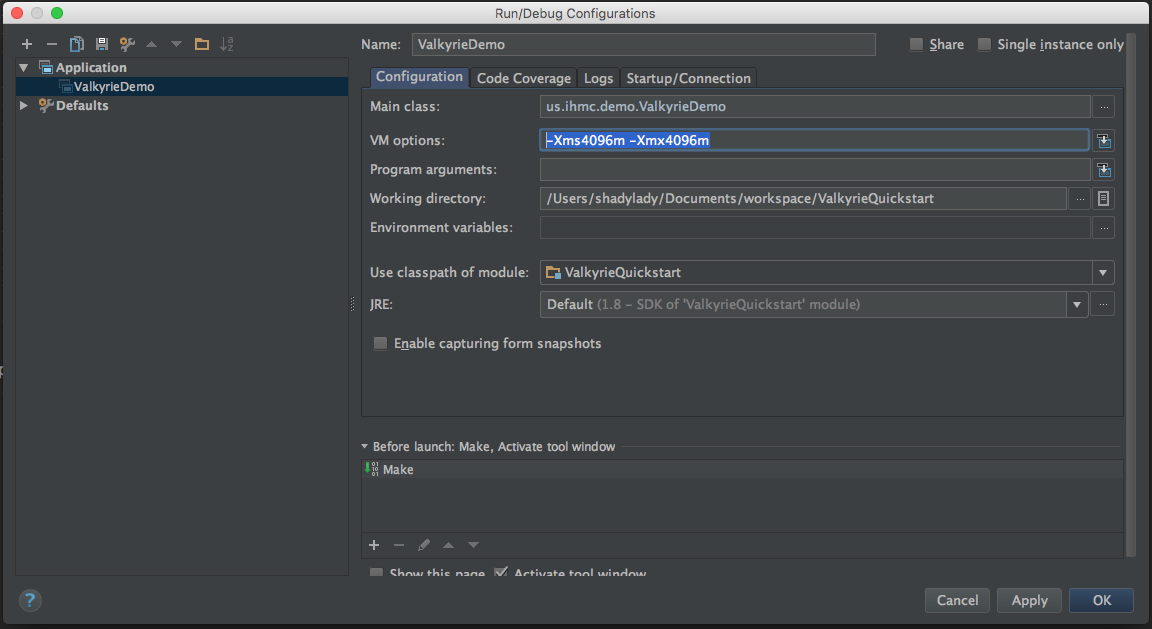 Run/Debug Configurations
Name: ValkyrieDemo Share Single instance only
Application
ValkyrieDemo
Defaults
Configuration Code Coverage Logs Startup/Connection
Main class: us.ihmc.demo.ValkyrieDemo ...
VM options: -Xms4096m -Xmx4096m
Program arguments:
Working directory: /Users/shadylady/Documents/workspace/ValkyrieQuickstart ...
Environment variables: ...
Use classpath of module: ValkyrieQuickstart
JRE: Default (1.8 – SDK of 'ValkyrieQuickstart' module) ...
Enable capturing form snapshots
Before launch: Make, Activate tool window
Make
Show this page Activate tool window
? Cancel Apply OK